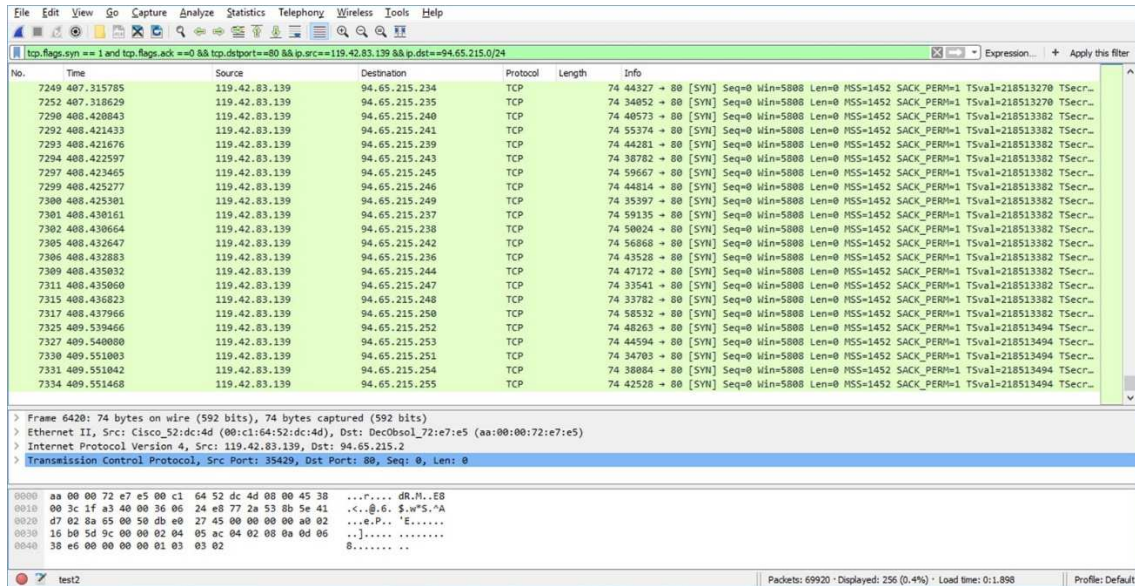 File Edit View Go Capture Analyze Statistics Telephony Wireless Tools Help
tcp.flags.syn == 1 and tcp.flags.ack ==0 && tcp.dstport==80 && ip.src==119.42.83.139 && ip.dst==94.65.215.0/24 Expression... + Apply this filter
No. Time Source Destination Protocol Length Info
7249 407.315785 119.42.83.139 94.65.215.234 TCP 74 44327 → 80 [SYN] Seq=0 Win=5808 Len=0 MSS=1452 SACK_PERM=1 TSval=218513270 TSecr…
7252 407.318629 119.42.83.139 94.65.215.235 TCP 74 34052 → 80 [SYN] Seq=0 Win=5808 Len=0 MSS=1452 SACK_PERM=1 TSval=218513270 TSecr…
7290 408.420843 119.42.83.139 94.65.215.240 TCP 74 40573 → 80 [SYN] Seq=0 Win=5808 Len=0 MSS=1452 SACK_PERM=1 TSval=218513382 TSecr…
7292 408.421433 119.42.83.139 94.65.215.241 TCP 74 55374 → 80 [SYN] Seq=0 Win=5808 Len=0 MSS=1452 SACK_PERM=1 TSval=218513382 TSecr…
7293 408.421676 119.42.83.139 94.65.215.239 TCP 74 44281 → 80 [SYN] Seq=0 Win=5808 Len=0 MSS=1452 SACK_PERM=1 TSval=218513382 TSecr…
7294 408.422597 119.42.83.139 94.65.215.243 TCP 74 38782 → 80 [SYN] Seq=0 Win=5808 Len=0 MSS=1452 SACK_PERM=1 TSval=218513382 TSecr…
7297 408.423465 119.42.83.139 94.65.215.245 TCP 74 59667 → 80 [SYN] Seq=0 Win=5808 Len=0 MSS=1452 SACK_PERM=1 TSval=218513382 TSecr…
7299 408.425277 119.42.83.139 94.65.215.246 TCP 74 44814 → 80 [SYN] Seq=0 Win=5808 Len=0 MSS=1452 SACK_PERM=1 TSval=218513382 TSecr…
7300 408.425301 119.42.83.139 94.65.215.249 TCP 74 35397 → 80 [SYN] Seq=0 Win=5808 Len=0 MSS=1452 SACK_PERM=1 TSval=218513382 TSecr…
7301 408.430161 119.42.83.139 94.65.215.237 TCP 74 59135 → 80 [SYN] Seq=0 Win=5808 Len=0 MSS=1452 SACK_PERM=1 TSval=218513382 TSecr…
7302 408.430664 119.42.83.139 94.65.215.238 TCP 74 50024 → 80 [SYN] Seq=0 Win=5808 Len=0 MSS=1452 SACK_PERM=1 TSval=218513382 TSecr…
7305 408.432647 119.42.83.139 94.65.215.242 TCP 74 56868 → 80 [SYN] Seq=0 Win=5808 Len=0 MSS=1452 SACK_PERM=1 TSval=218513382 TSecr…
7306 408.432883 119.42.83.139 94.65.215.236 TCP 74 43528 → 80 [SYN] Seq=0 Win=5808 Len=0 MSS=1452 SACK_PERM=1 TSval=218513382 TSecr…
7309 408.435032 119.42.83.139 94.65.215.244 TCP 74 47172 → 80 [SYN] Seq=0 Win=5808 Len=0 MSS=1452 SACK_PERM=1 TSval=218513382 TSecr…
7311 408.435060 119.42.83.139 94.65.215.247 TCP 74 33541 → 80 [SYN] Seq=0 Win=5808 Len=0 MSS=1452 SACK_PERM=1 TSval=218513382 TSecr…
7315 408.436823 119.42.83.139 94.65.215.248 TCP 74 33782 → 80 [SYN] Seq=0 Win=5808 Len=0 MSS=1452 SACK_PERM=1 TSval=218513382 TSecr…
7317 408.437966 119.42.83.139 94.65.215.250 TCP 74 58532 → 80 [SYN] Seq=0 Win=5808 Len=0 MSS=1452 SACK_PERM=1 TSval=218513382 TSecr…
7325 409.539466 119.42.83.139 94.65.215.252 TCP 74 48263 → 80 [SYN] Seq=0 Win=5808 Len=0 MSS=1452 SACK_PERM=1 TSval=218513494 TSecr…
7327 409.540080 119.42.83.139 94.65.215.253 TCP 74 44594 → 80 [SYN] Seq=0 Win=5808 Len=0 MSS=1452 SACK_PERM=1 TSval=218513494 TSecr…
7330 409.551003 119.42.83.139 94.65.215.251 TCP 74 34703 → 80 [SYN] Seq=0 Win=5808 Len=0 MSS=1452 SACK_PERM=1 TSval=218513494 TSecr…
7331 409.551042 119.42.83.139 94.65.215.254 TCP 74 38084 → 80 [SYN] Seq=0 Win=5808 Len=0 MSS=1452 SACK_PERM=1 TSval=218513494 TSecr…
7334 409.551468 119.42.83.139 94.65.215.255 TCP 74 42528 → 80 [SYN] Seq=0 Win=5808 Len=0 MSS=1452 SACK_PERM=1 TSval=218513494 TSecr…
> Frame 6420: 74 bytes on wire (592 bits), 74 bytes captured (592 bits)
> Ethernet II, Src: Cisco_52:dc:4d (00:c1:64:52:dc:4d), Dst: DecObsol_72:e7:e5 (aa:00:00:72:e7:e5)
> Internet Protocol Version 4, Src: 119.42.83.139, Dst: 94.65.215.2
> Transmission Control Protocol, Src Port: 35429, Dst Port: 80, Seq: 0, Len: 0
0000 aa 00 00 72 e7 e5 00 c1 64 52 dc 4d 08 00 45 38 ...r.... dR.M..E8
0010 00 3c 1f a3 40 00 36 06 24 e8 77 2a 53 8b 5e 41 .<..@.6. $.w*S.^A
0020 d7 02 8a 65 00 50 db e0 27 45 00 00 00 00 a0 02 ...e.P.. 'E......
0030 16 b0 5d 9c 00 00 02 04 05 ac 04 02 08 0a 0d 06 ..]..... ........
0040 38 e6 00 00 00 00 01 03 03 02 8....... ..
test2 Packets: 69920 · Displayed: 256 (0.4%) · Load time: 0:1.898 Profile: Default